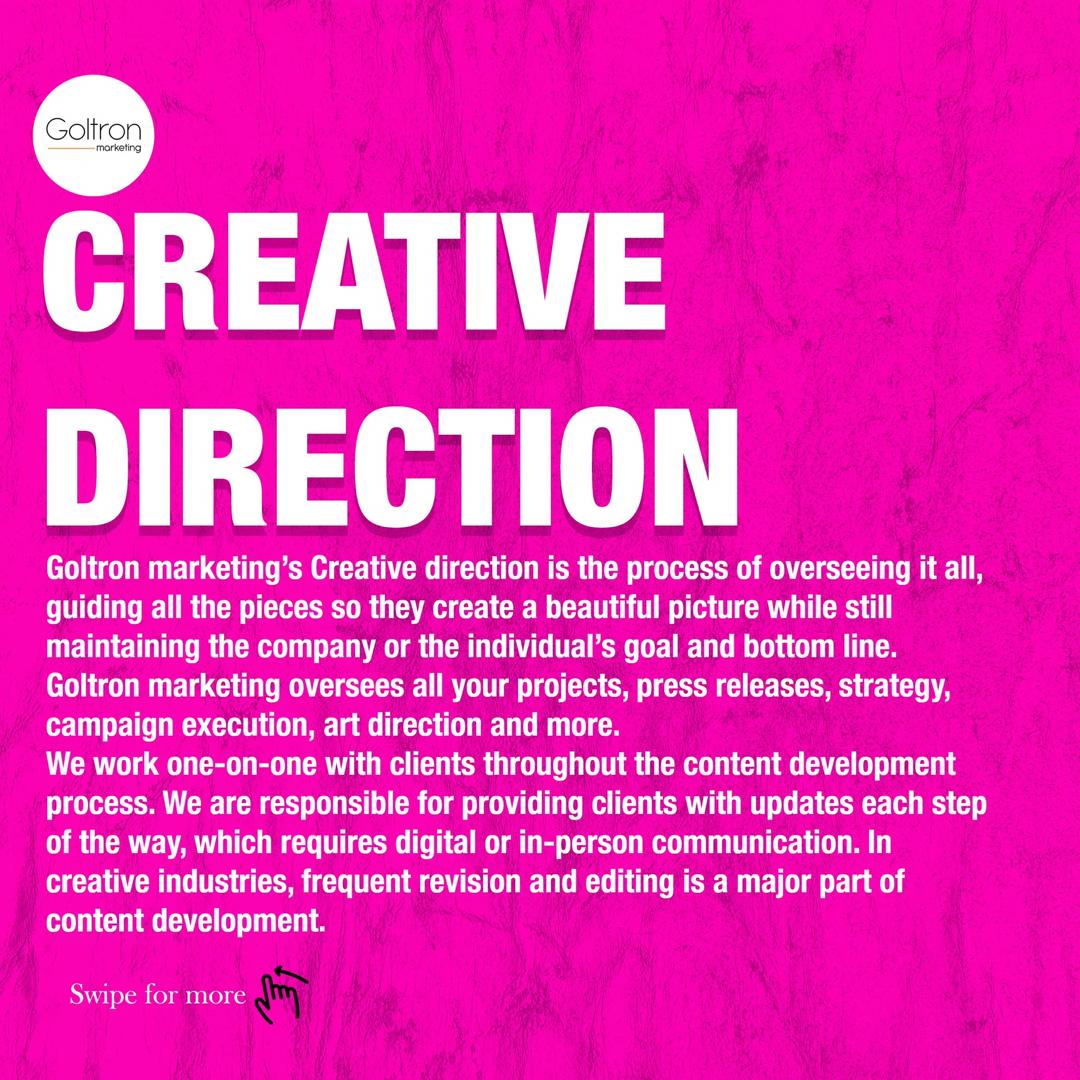 Goltron
marketing
CREATIVE
DIRECTION
Goltron marketing’s Creative direction is the process of overseeing it all,
guiding all the pieces so they create a beautiful picture while still
maintaining the company or the individual’s goal and bottom line.
Goltron marketing oversees all your projects, press releases, strategy,
campaign execution, art direction and more.
We work one-on-one with clients throughout the content development
process. We are responsible for providing clients with updates each step
of the way, which requires digital or in-person communication. In
creative industries, frequent revision and editing is a major part of
content development.
Swipe for more